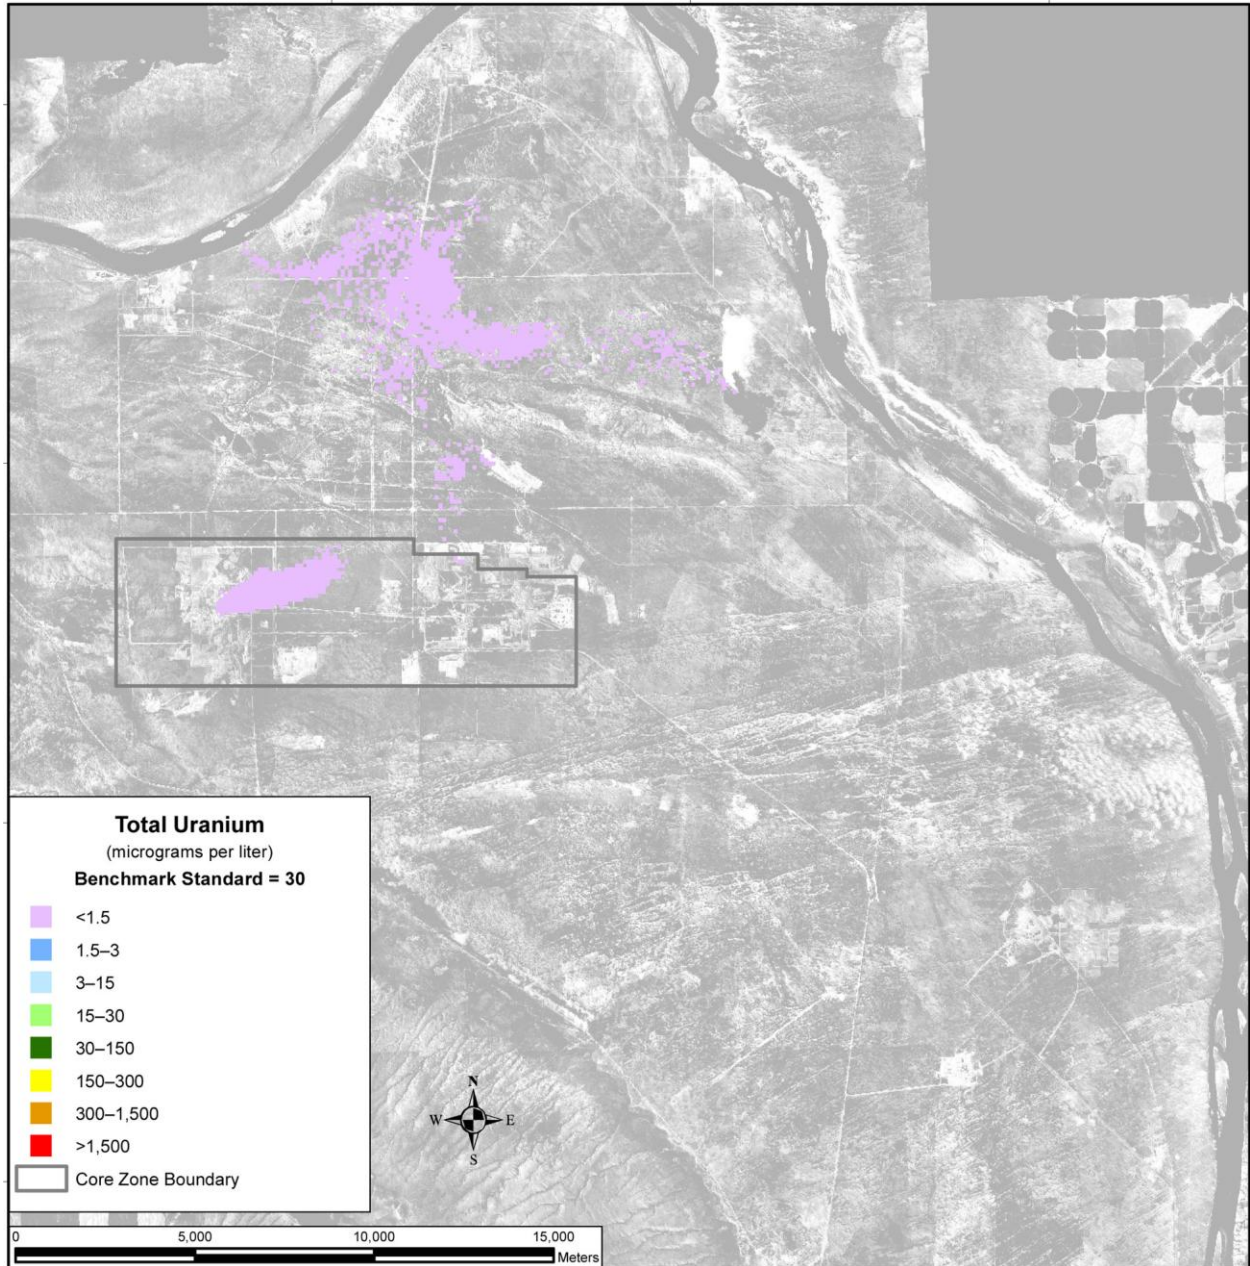 Total Uranium
(micrograms per liter)
Benchmark Standard = 30
<1.5
1.5–3
3–15
15–30
30–150
150–300
300–1,500
>1,500
Core Zone Boundary
N
W E
S
0 5,000 10,000 15,000
Meters